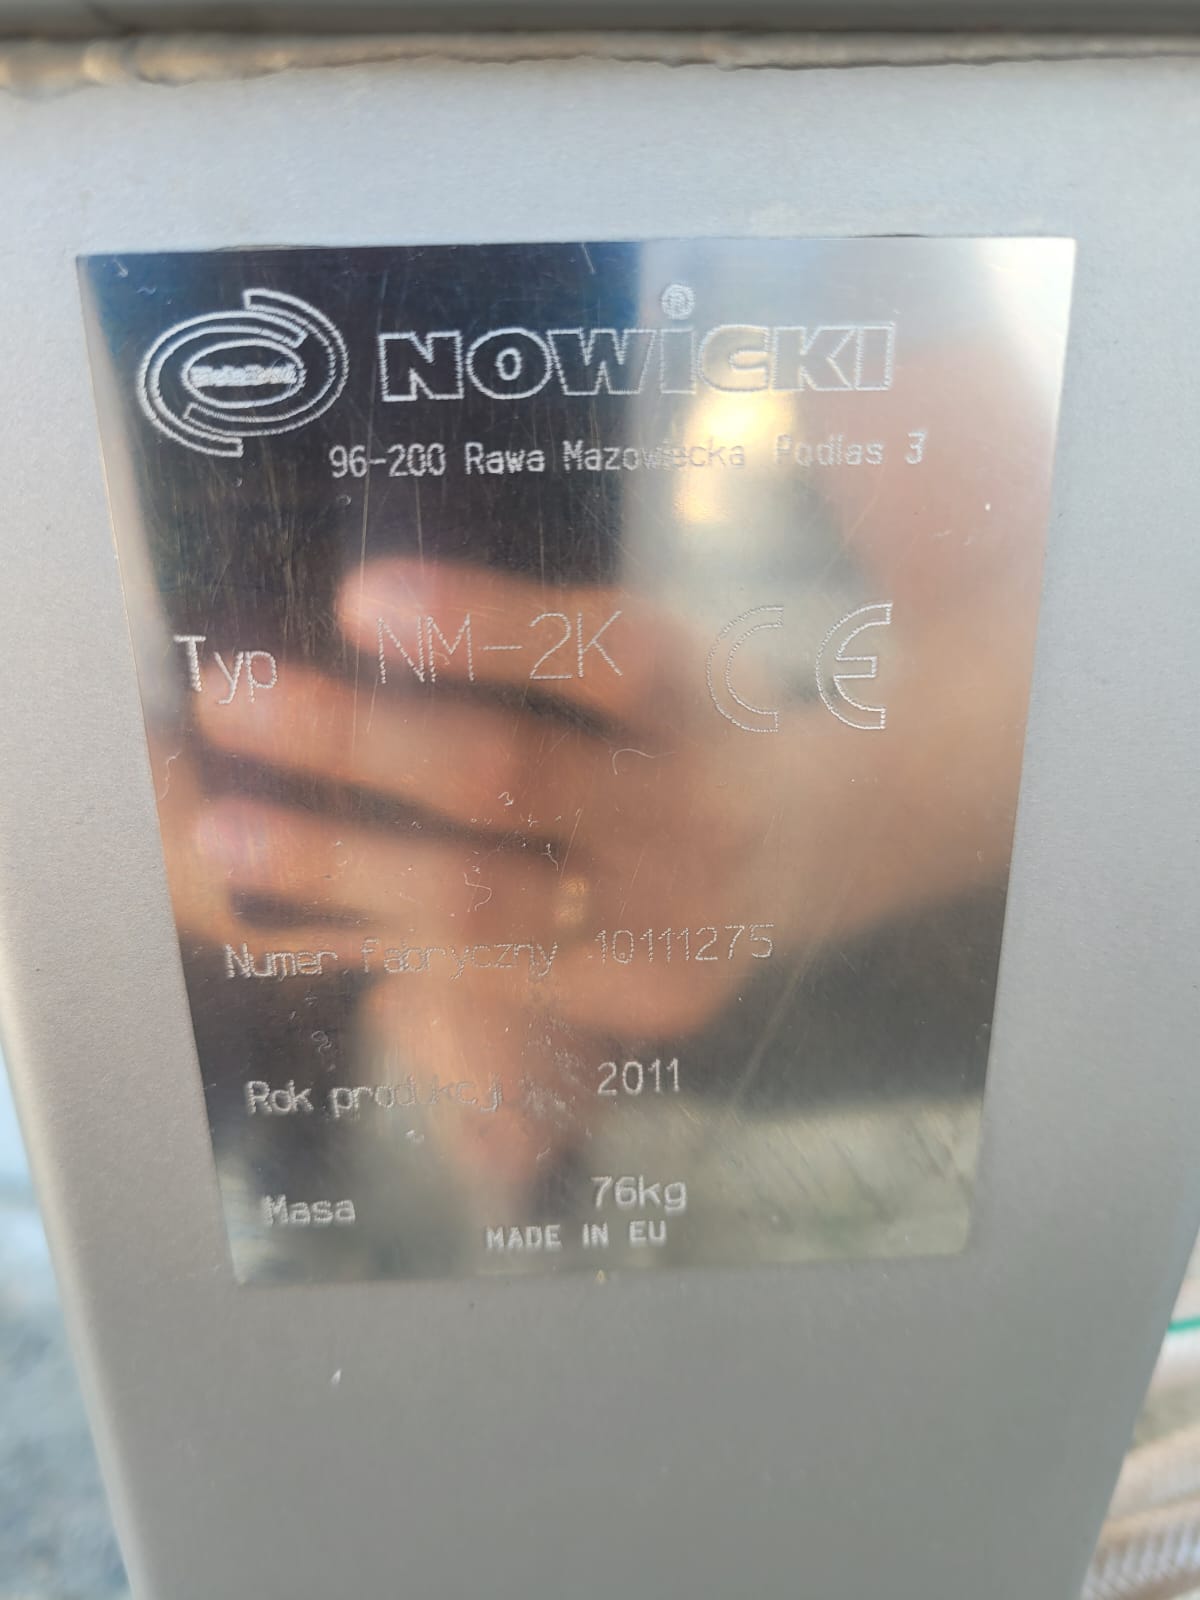 NOWiCKI ®
96-200 Rawa Mazowiecka Podlas 3
Typ NM-2K CE
Numer fabryczny 10111275
Rok produkcji 2011
Masa 76kg
MADE IN EU